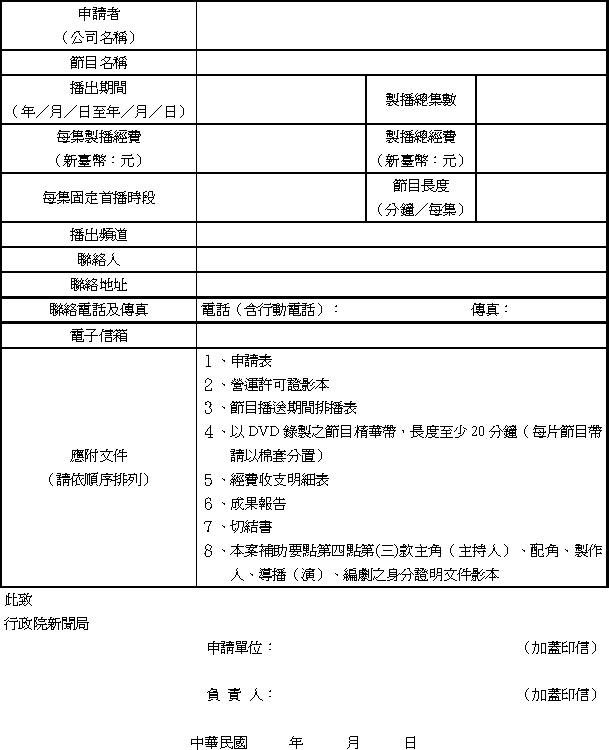 申請者
（公司名稱）
節目名稱
播出期間
（年／月／日至年／月／日）
製播總集數
每集製播經費
（新臺幣：元）
製播總經費
（新臺幣：元）
每集固定首播時段
節目長度
（分鐘／每集）
播出頻道
聯絡人
聯絡地址
聯絡電話及傳真
電話（含行動電話）：
傳真：
電子信箱
應附文件
（請依順序排列）
１、申請表
２、營運許可證影本
３、節目播送期間排播表
４、以 DVD 錄製之節目精華帶，長度至少 20 分鐘（每片節目帶
請以棉套分置）
５、經費收支明細表
６、成果報告
７、切結書
８、本案補助要點第四點第(三)款主角（主持人）、配角、製作
人、導播（演）、編劇之身分證明文件影本
此致
行政院新聞局
申請單位：　（加蓋印信）
負 責 人：　（加蓋印信）
中華民國　　年　　月　　日